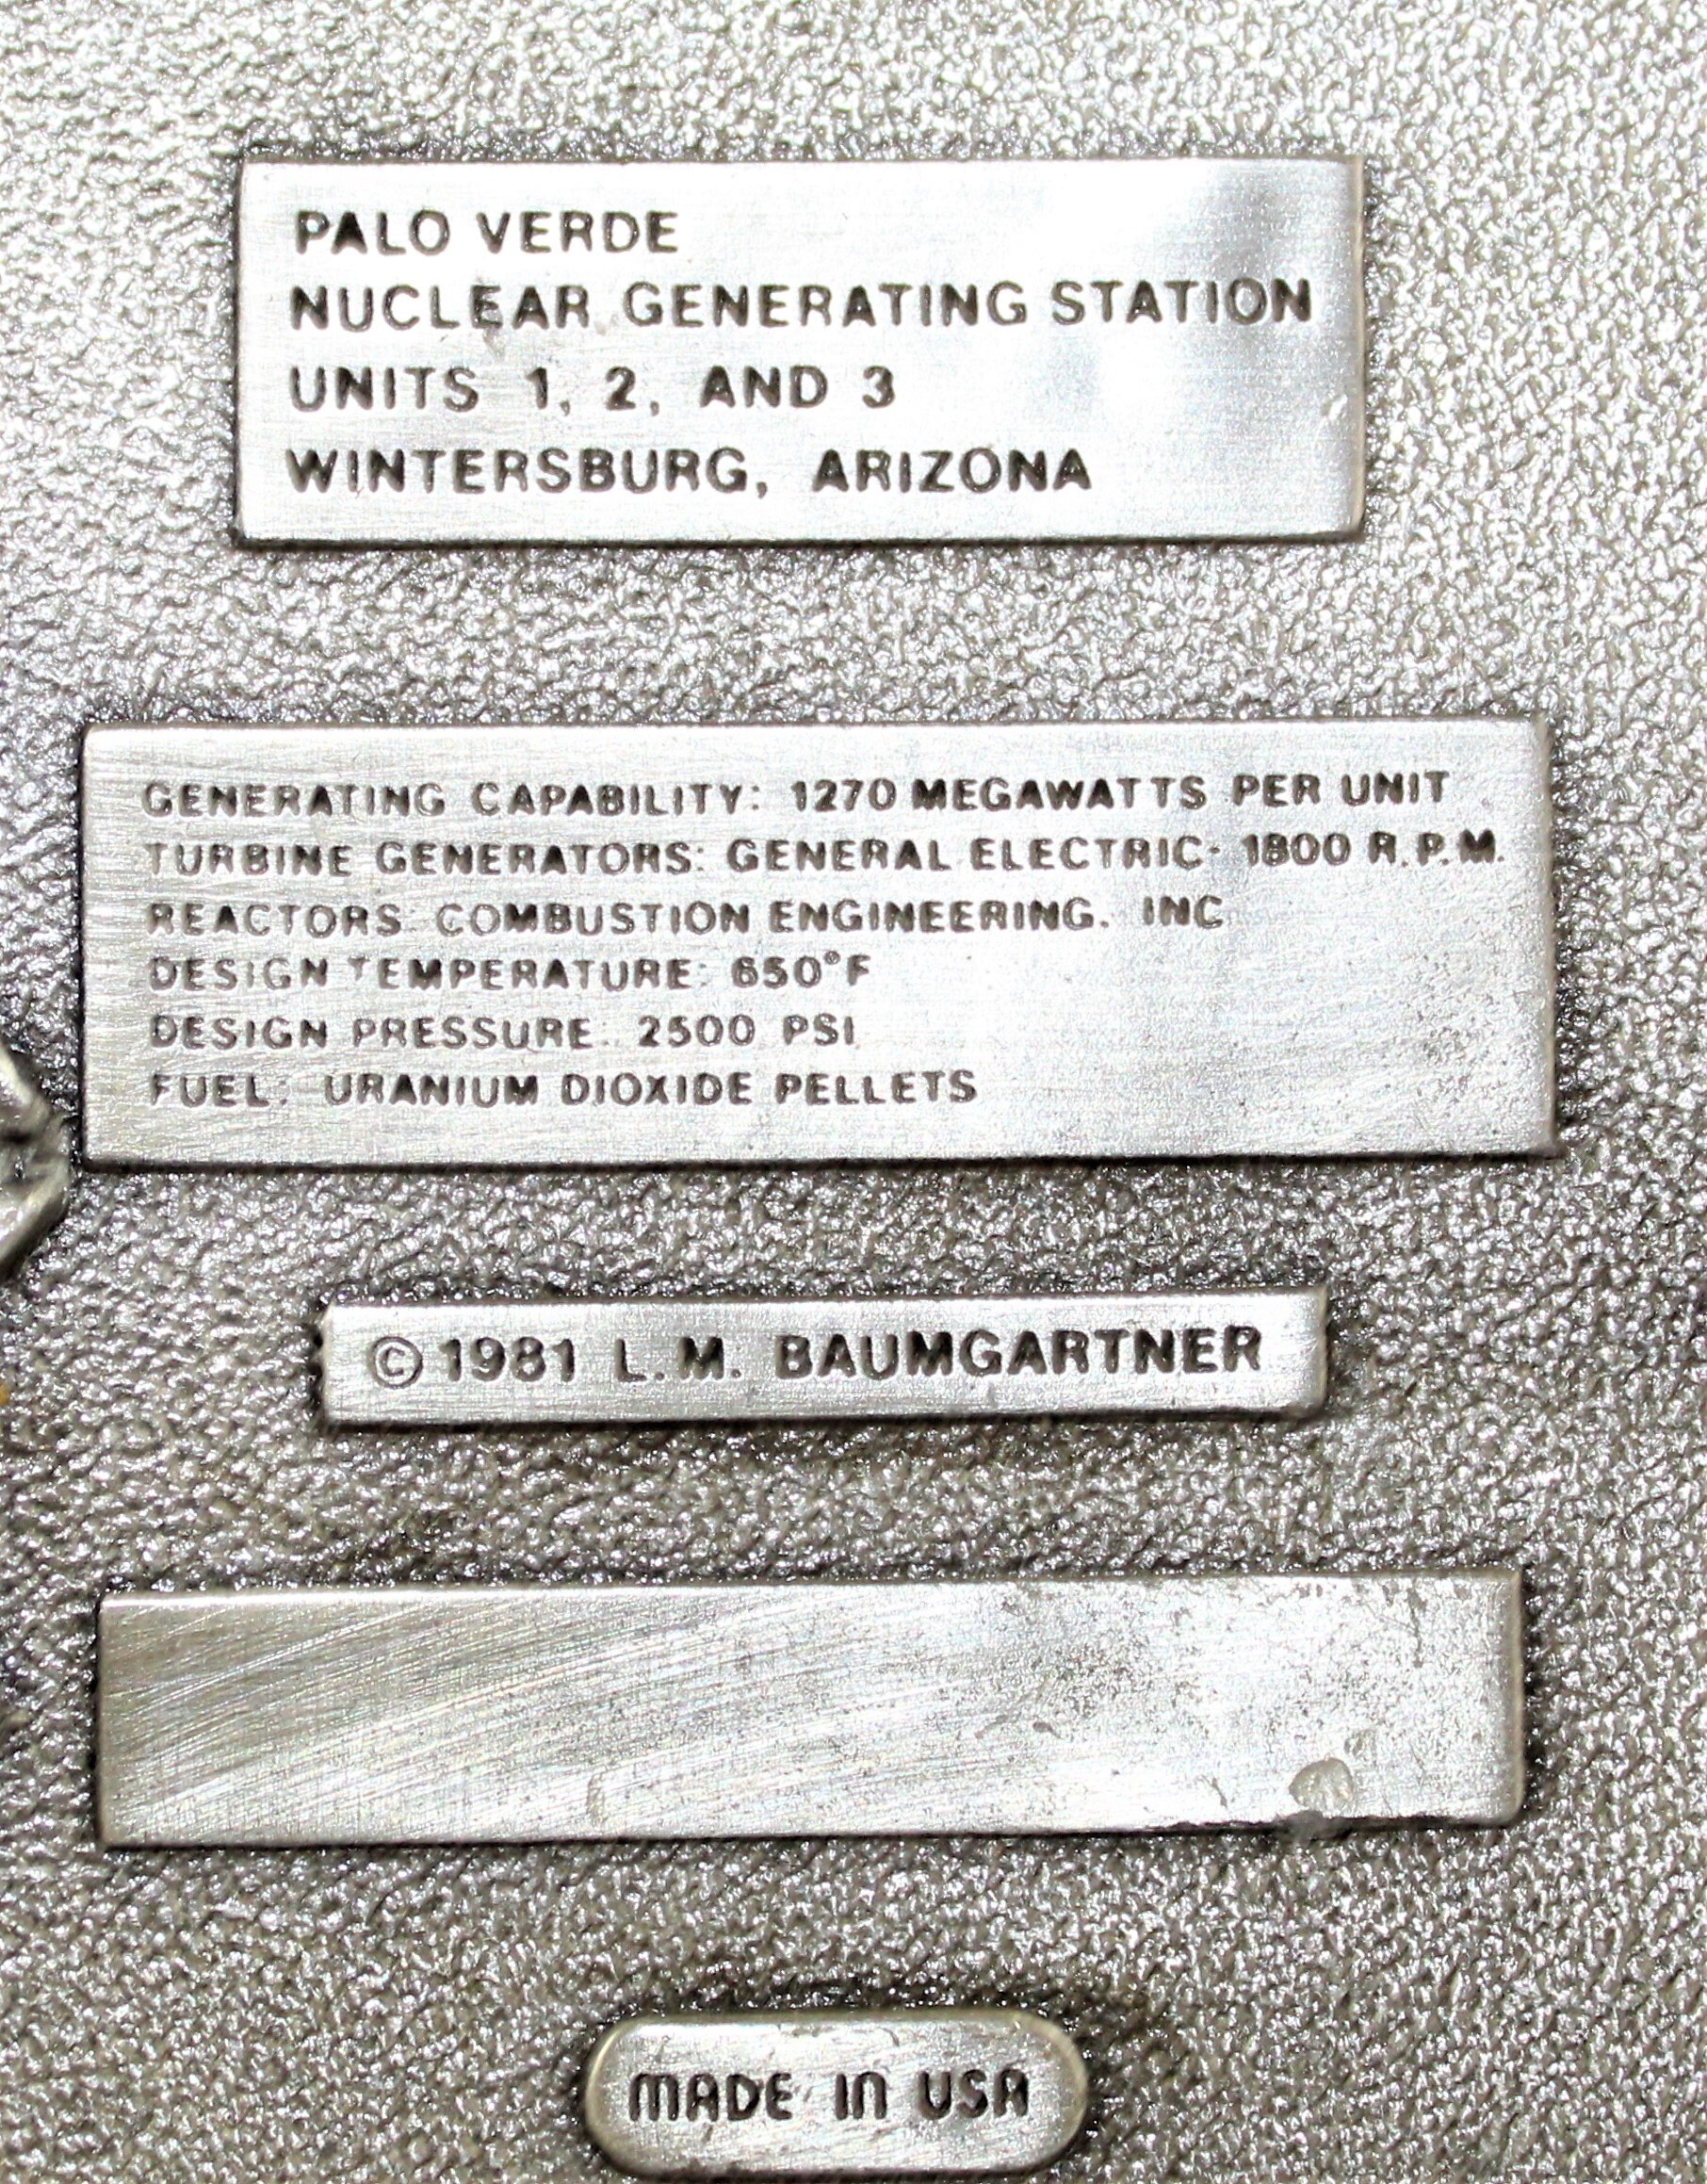 PALO VERDE
NUCLEAR GENERATING STATION
UNITS 1, 2, AND 3
WINTERSBURG, ARIZONA
GENERATING CAPABILITY: 1270 MEGAWATTS PER UNIT
TURBINE GENERATORS: GENERAL ELECTRIC- 1800 R.P.M.
REACTORS: COMBUSTION ENGINEERING, INC
DESIGN TEMPERATURE: 650°F
DESIGN PRESSURE: 2500 PSI
FUEL: URANIUM DIOXIDE PELLETS
© 1981 L.M. BAUMGARTNER
MADE IN USA